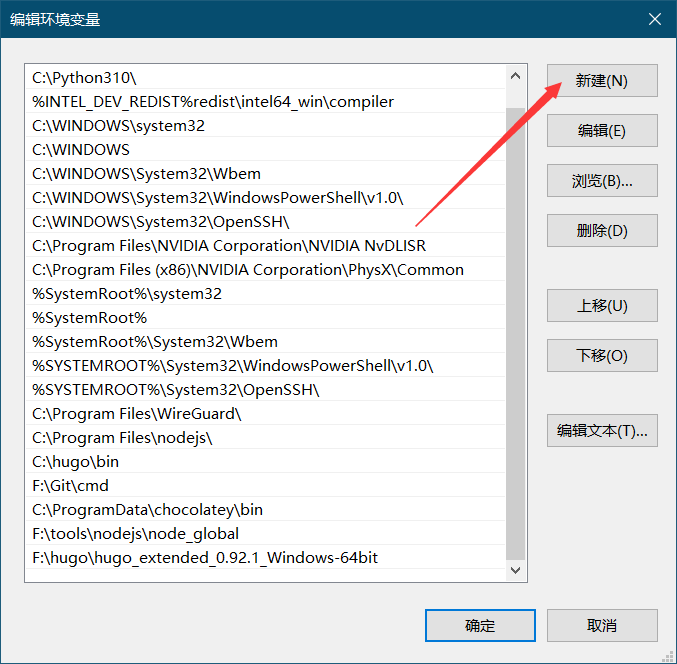 编辑环境变量
C:\Python310\
%INTEL_DEV_REDIST%redist\intel64_win\compiler
C:\WINDOWS\system32
C:\WINDOWS
C:\WINDOWS\System32\Wbem
C:\WINDOWS\System32\WindowsPowerShell\v1.0\
C:\WINDOWS\System32\OpenSSH\
C:\Program Files\NVIDIA Corporation\NVIDIA NvDLISR
C:\Program Files (x86)\NVIDIA Corporation\PhysX\Common
%SystemRoot%\system32
%SystemRoot%
%SystemRoot%\System32\Wbem
%SYSTEMROOT%\System32\WindowsPowerShell\v1.0\
%SYSTEMROOT%\System32\OpenSSH\
C:\Program Files\WireGuard\
C:\Program Files\nodejs\
C:\hugo\bin
F:\Git\cmd
C:\ProgramData\chocolatey\bin
F:\tools\nodejs\node_global
F:\hugo\hugo_extended_0.92.1_Windows-64bit
新建(N)
编辑(E)
浏览(B)...
删除(D)
上移(U)
下移(O)
编辑文本(T)...
确定
取消